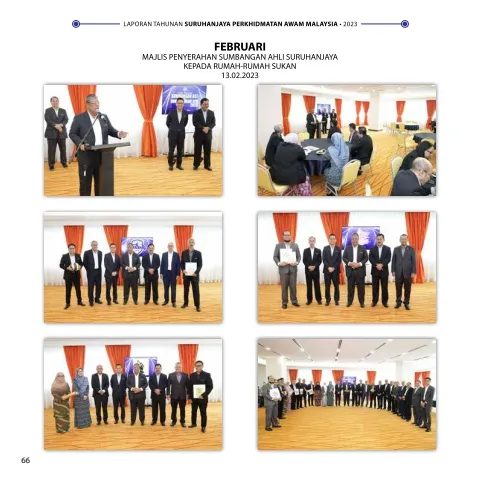 LAPORAN TAHUNAN SURUHANJAYA PERKHIDMATAN AWAM MALAYSIA • 2023
FEBRUARI
MAJLIS PENYERAHAN SUMBANGAN AHLI SURUHANJAYA
KEPADA RUMAH-RUMAH SUKAN
13.02.2023
66